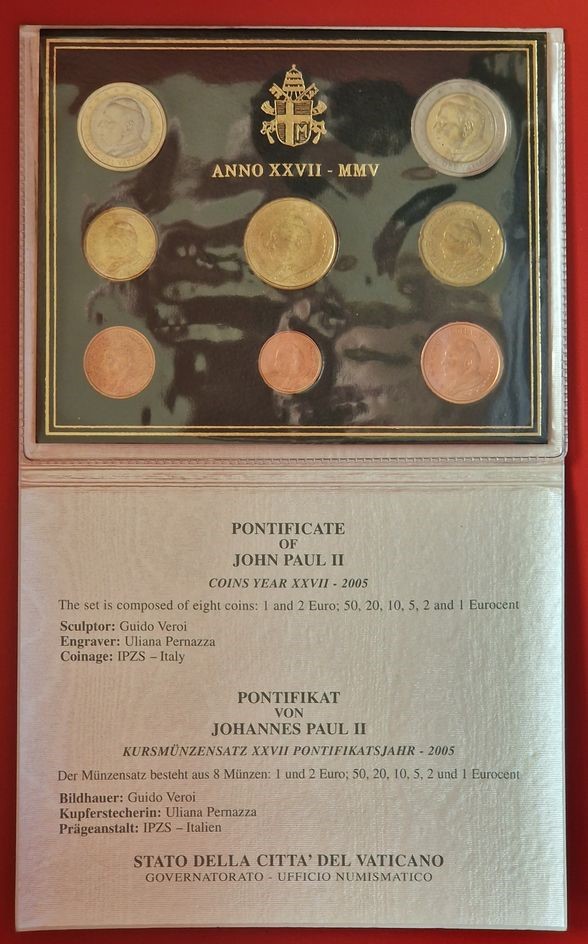 ANNO XXVII - MMV
PONTIFICATE
OF
JOHN PAUL II
COINS YEAR XXVII - 2005
The set is composed of eight coins: 1 and 2 Euro; 50, 20, 10, 5, 2 and 1 Eurocent
Sculptor: Guido Veroi
Engraver: Uliana Pernazza
Coinage: IPZS – Italy
PONTIFIKAT
VON
JOHANNES PAUL II
KURSMÜNZENSATZ XXVII PONTIFIKATSJAHR - 2005
Der Münzensatz besteht aus 8 Münzen: 1 und 2 Euro; 50, 20, 10, 5, 2 und 1 Eurocent
Bildhauer: Guido Veroi
Kupferstecherin: Uliana Pernazza
Prägeanstalt: IPZS – Italien
STATO DELLA CITTA' DEL VATICANO
GOVERNATORATO - UFFICIO NUMISMATICO